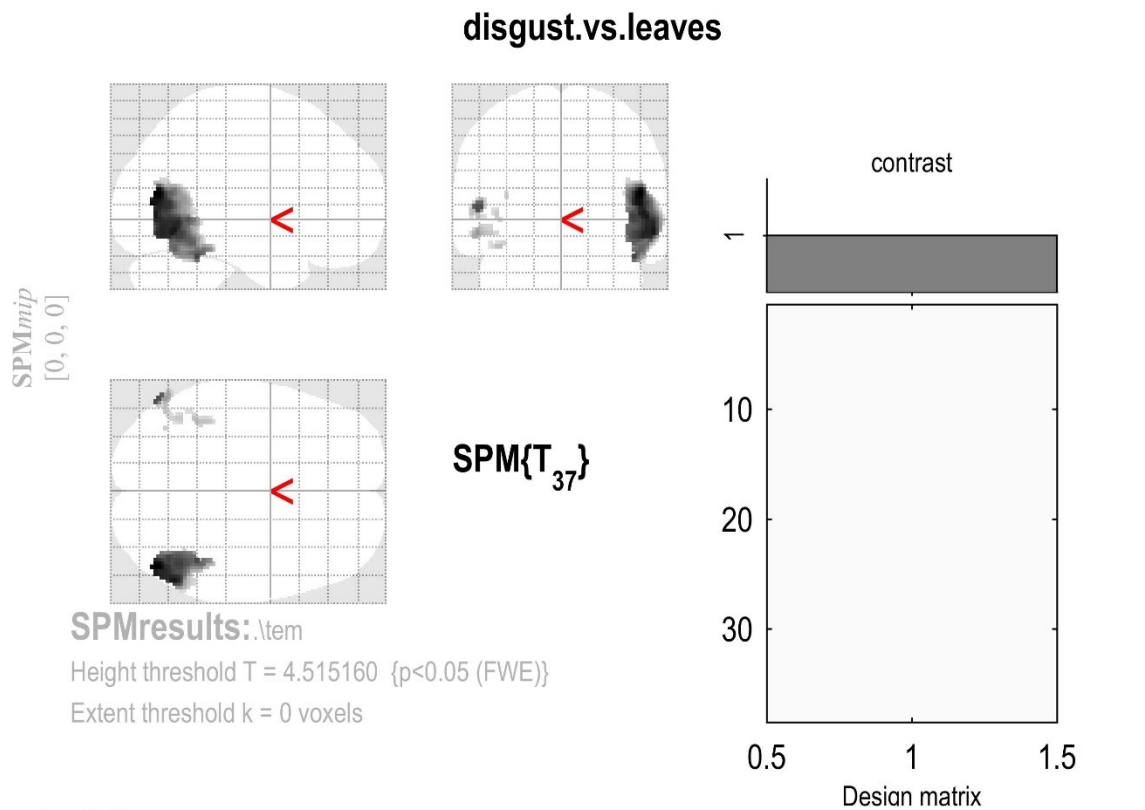 disgust.vs.leaves
SPMmip
[0, 0, 0]
<
<
<
SPM{T37}
contrast
1
10
20
30
0.5
1
1.5
Design matrix
SPMresults: .\tem
Height threshold T = 4.515160 {p<0.05 (FWE)}
Extent threshold k = 0 voxels